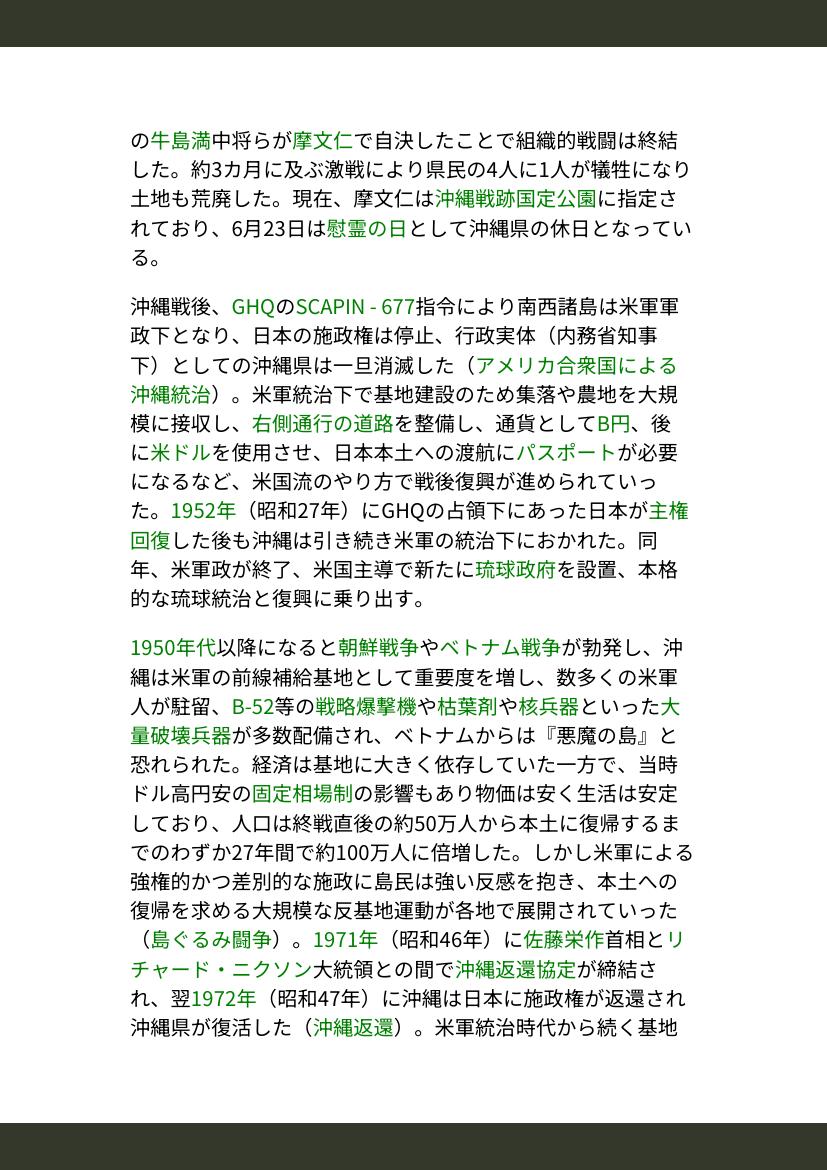 の牛島満中将らが摩文仁で自決したことで組織的戦闘は終結
した。約3カ月に及ぶ激戦により県民の4人に1人が犠牲になり
土地も荒廃した。現在、摩文仁は沖縄戦跡国定公園に指定さ
れており、6月23日は慰霊の日として沖縄県の休日となってい
る。
沖縄戦後、GHQのSCAPIN - 677指令により南西諸島は米軍軍
政下となり、日本の施政権は停止、行政実体（内務省知事
下）としての沖縄県は一旦消滅した（アメリカ合衆国による
沖縄統治）。米軍統治下で基地建設のため集落や農地を大規
模に接収し、右側通行の道路を整備し、通貨としてB円、後
に米ドルを使用させ、日本本土への渡航にパスポートが必要
になるなど、米国流のやり方で戦後復興が進められていっ
た。1952年（昭和27年）にGHQの占領下にあった日本が主権
回復した後も沖縄は引き続き米軍の統治下におかれた。同
年、米軍政が終了、米国主導で新たに琉球政府を設置、本格
的な琉球統治と復興に乗り出す。
1950年代以降になると朝鮮戦争やベトナム戦争が勃発し、沖
縄は米軍の前線補給基地として重要度を増し、数多くの米軍
人が駐留、B-52等の戦略爆撃機や枯葉剤や核兵器といった大
量破壊兵器が多数配備され、ベトナムからは『悪魔の島』と
恐れられた。経済は基地に大きく依存していた一方で、当時
ドル高円安の固定相場制の影響もあり物価は安く生活は安定
しており、人口は終戦直後の約50万人から本土に復帰するま
でのわずか27年間で約100万人に倍増した。しかし米軍による
強権的かつ差別的な施政に島民は強い反感を抱き、本土への
復帰を求める大規模な反基地運動が各地で展開されていった
（島ぐるみ闘争）。1971年（昭和46年）に佐藤栄作首相とリ
チャード・ニクソン大統領との間で沖縄返還協定が締結さ
れ、翌1972年（昭和47年）に沖縄は日本に施政権が返還され
沖縄県が復活した（沖縄返還）。米軍統治時代から続く基地